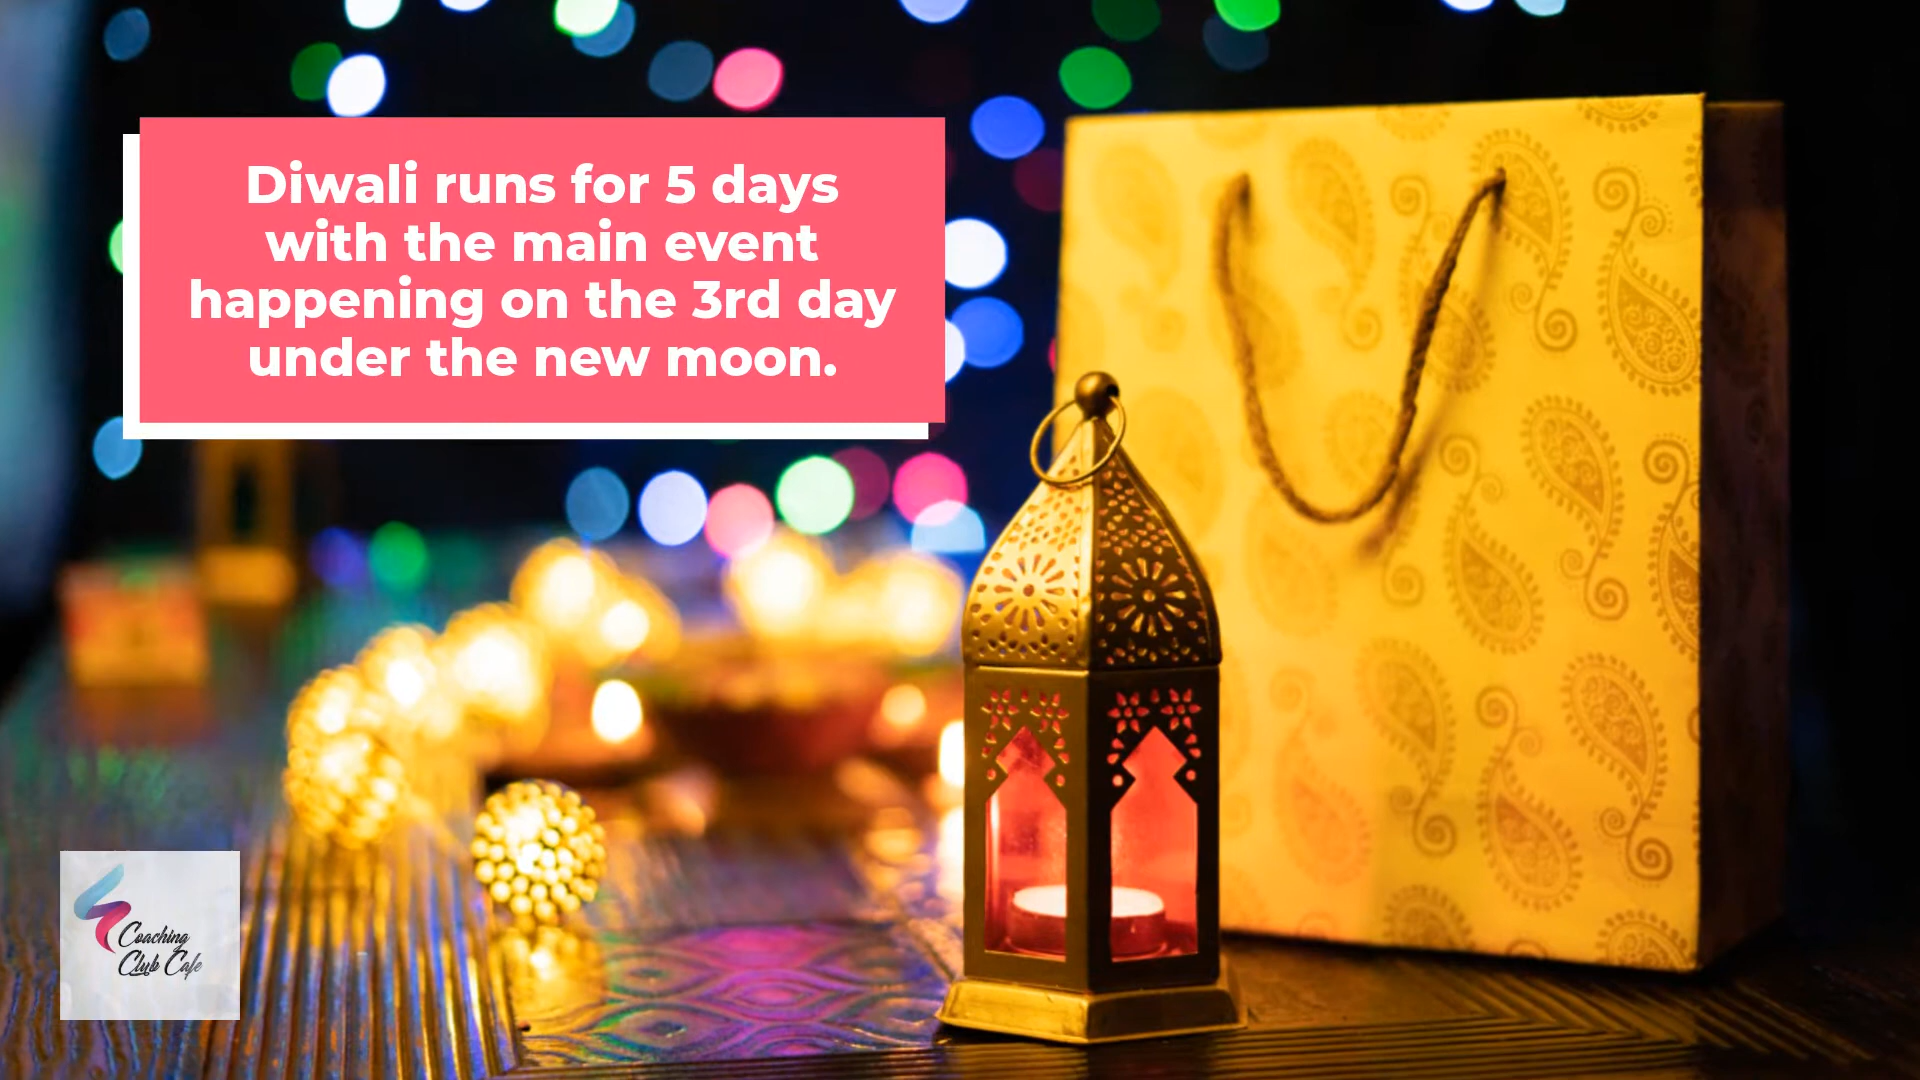 Diwali runs for 5 days
with the main event
happening on the 3rd day
under the new moon.
Coaching
Club Cafe